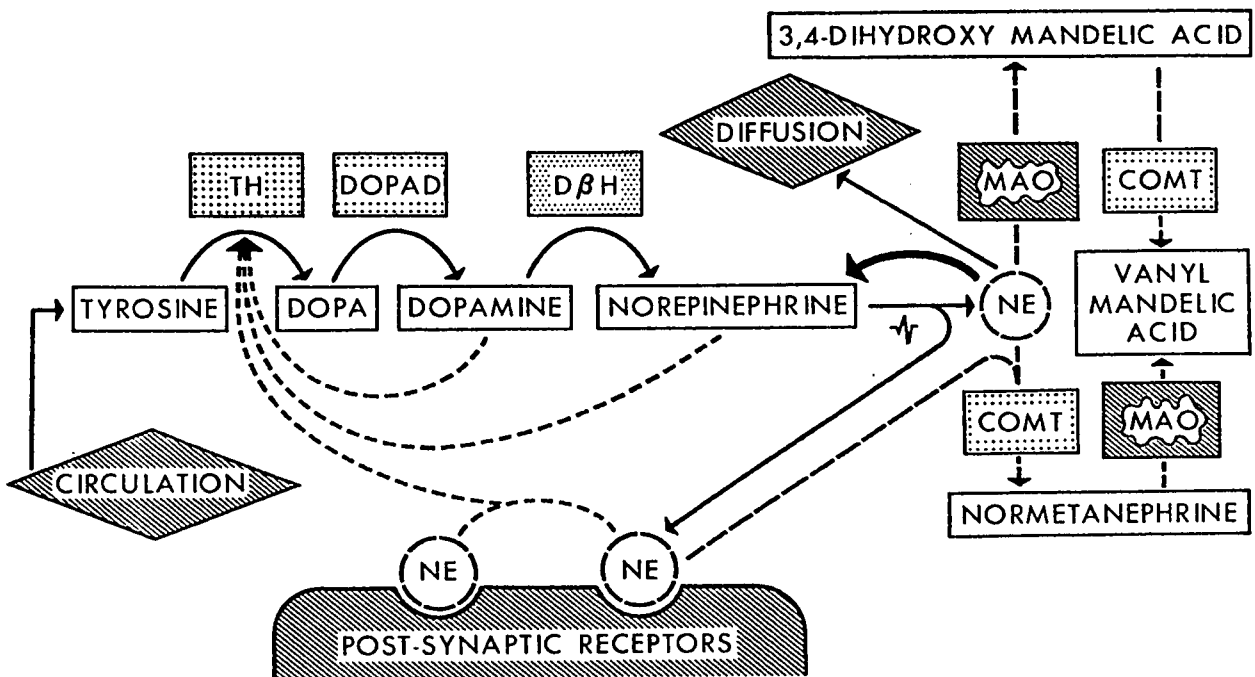 3,4-DIHYDROXY MANDELIC ACID
DIFFUSION
TH
DOPAD
DβH
MAO
COMT
TYROSINE
DOPA
DOPAMINE
NOREPINEPHRINE
NE
VANYL
MANDELIC
ACID
COMT
MAO
CIRCULATION
NORMETANEPHRINE
NE
NE
POST-SYNAPTIC RECEPTORS